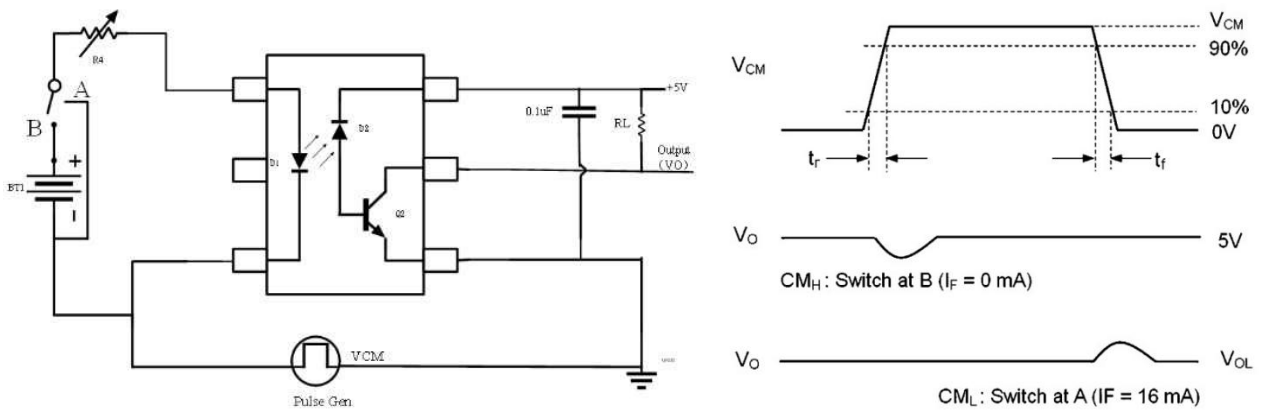 R4
A
B
+
BT1
-
D1
D2
Q2
0.1uF
+5V
RL
Output
(VO)
VCM
Pulse Gen.
VCM
VCM
90%
10%
0V
tr
tf
VO
5V
CMH : Switch at B (IF = 0 mA)
VO
VOL
CML : Switch at A (IF = 16 mA)